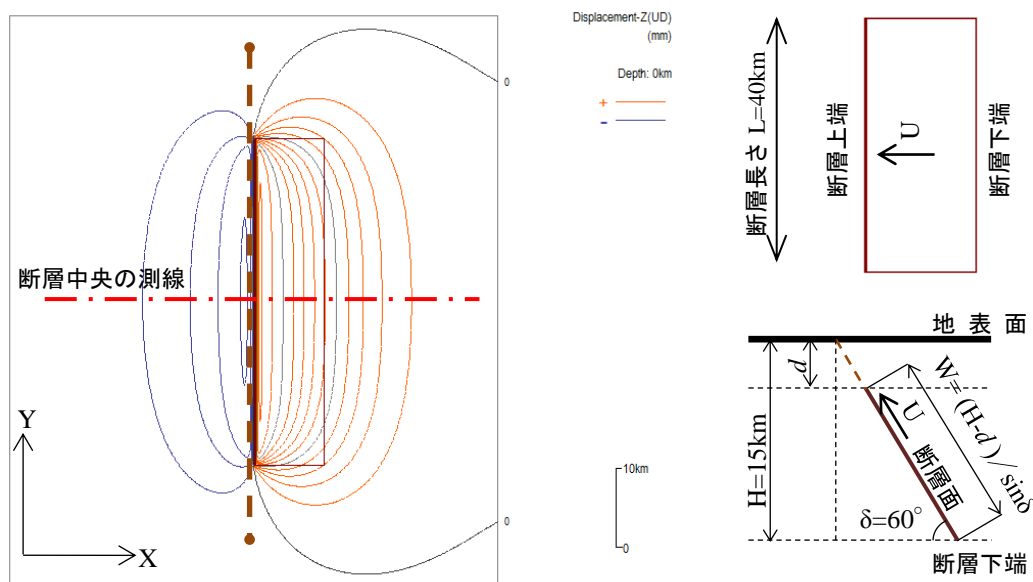 Displacement-Z(UD)
(mm)
Depth: 0km
+
-
0
断層中央の測線
Y
X
0
10km
0
断層長さ L=40km
断層上端
U
断層下端
地表面
d
H=15km
U
断層面
W=(H-d)/sinδ
δ=60°
断層下端